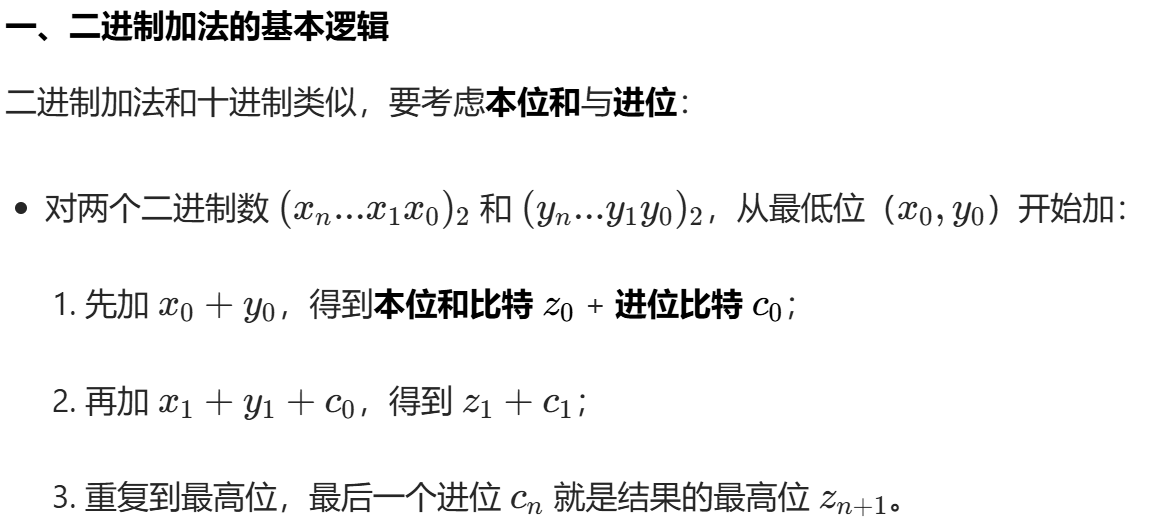 一、二进制加法的基本逻辑
二进制加法和十进制类似，要考虑本位和与进位：
• 对两个二进制数 (xₙ...x₁x₀)₂ 和 (yₙ...y₁y₀)₂，从最低位（x₀, y₀）开始加：
1. 先加 x₀ + y₀，得到本位和比特 z₀ + 进位比特 c₀；
2. 再加 x₁ + y₁ + c₀，得到 z₁ + c₁；
3. 重复到最高位，最后一个进位 cₙ 就是结果的最高位 zₙ₊₁。